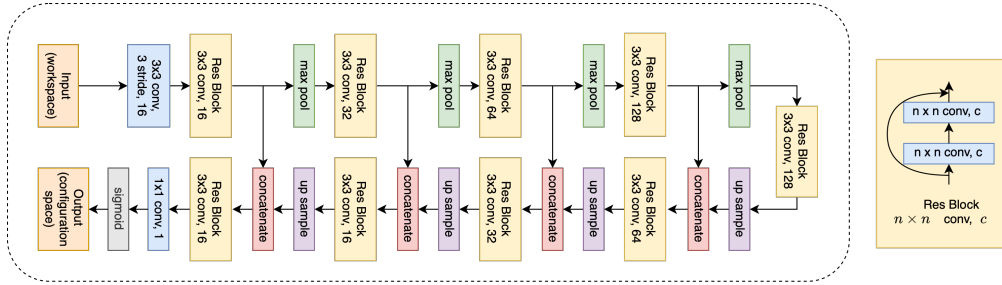 Input
(workspace)
3x3 conv,
3 stride, 16
Res Block
3x3 conv, 16
max pool
Res Block
3x3 conv,
32
max pool
Res Block
3x3 conv,
64
max pool
Res Block
3x3 conv, 128
max pool
Res Block
3x3 conv,
128
up sample
concatenate
Res Block
3x3 conv, 64
up sample
concatenate
Res Block
3x3 conv, 32
up sample
concatenate
Res Block
3x3 conv, 16
up sample
concatenate
Res Block
3x3 conv, 16
1x1 conv, 1
sigmoid
Output
(configuration
space)
n x n conv, c
n x n conv, c
Res Block
n × n conv, c